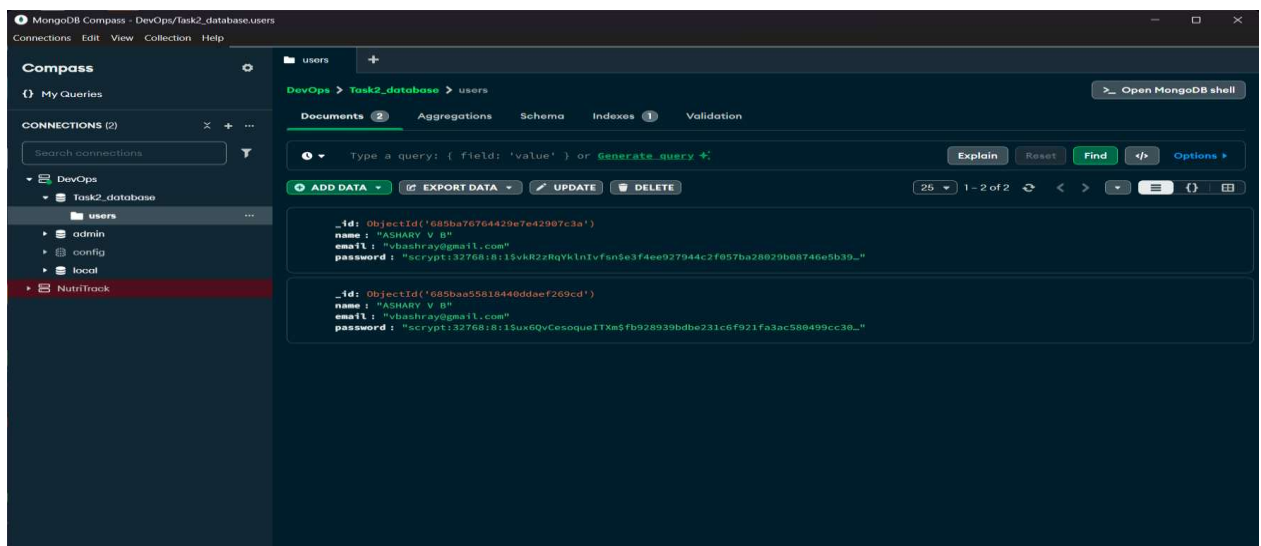 MongoDB Compass - DevOps/Task2_database.users
Connections Edit View Collection Help
Compass
{} My Queries
CONNECTIONS (2)
Search connections
DevOps
Task2_database
users
admin
config
local
NutriTrack
users
DevOps > Task2_database > users
>_ Open MongoDB shell
Documents 2 Aggregations Schema Indexes 1 Validation
Type a query: { field: 'value' } or Generate query
Explain Reset Find </> Options
ADD DATA EXPORT DATA UPDATE DELETE
25 1 – 2 of 2
_id: ObjectId('685ba76764429e7e42907c3a')
name : "ASHARY V B"
email : "vbashray@gmail.com"
password : "scrypt:32768:8:1$vkR2zRqYklnIvfsn$e3f4ee927944c2f057ba28029b08746e5b39…"
_id: ObjectId('685baa55818440ddaef269cd')
name : "ASHARY V B"
email : "vbashray@gmail.com"
password : "scrypt:32768:8:1$ux6QvCesoqueITXm$fb928939bdbe231c6f921fa3ac580499cc30…"